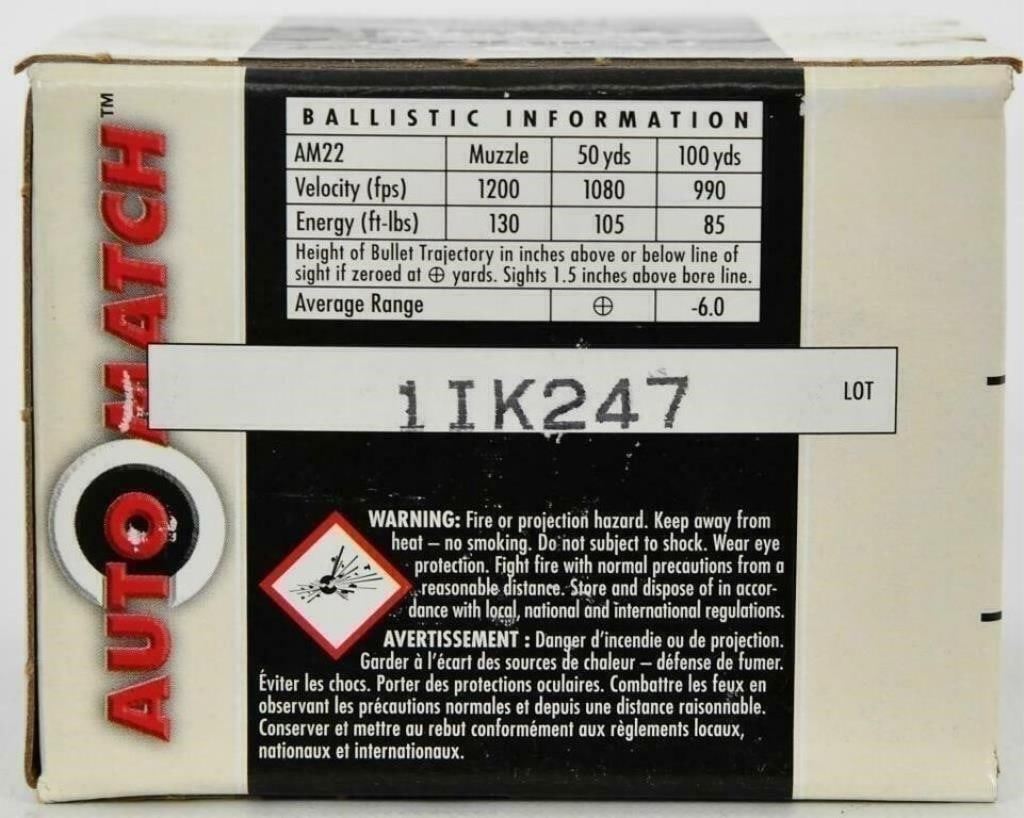 AUTO MATCH™
BALLISTIC INFORMATION
AM22 Muzzle 50 yds 100 yds
Velocity (fps) 1200 1080 990
Energy (ft-lbs) 130 105 85
Height of Bullet Trajectory in inches above or below line of
sight if zeroed at ⊕ yards. Sights 1.5 inches above bore line.
Average Range ⊕ -6.0
1IK247 LOT
WARNING: Fire or projection hazard. Keep away from
heat – no smoking. Do not subject to shock. Wear eye
protection. Fight fire with normal precautions from a
reasonable distance. Store and dispose of in accor-
dance with local, national and international regulations.
AVERTISSEMENT : Danger d'incendie ou de projection.
Garder à l'écart des sources de chaleur – défense de fumer.
Éviter les chocs. Porter des protections oculaires. Combattre les feux en
observant les précautions normales et depuis une distance raisonnable.
Conserver et mettre au rebut conformément aux règlements locaux,
nationaux et internationaux.